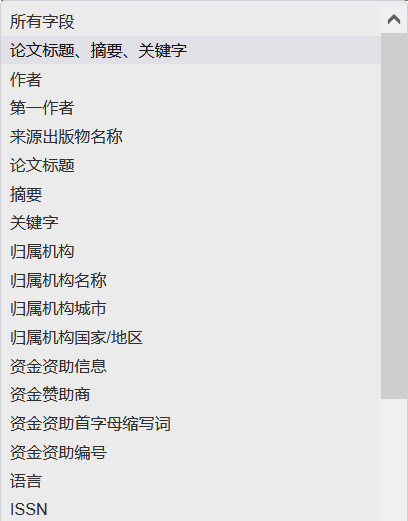 所有字段
论文标题、摘要、关键字
作者
第一作者
来源出版物名称
论文标题
摘要
关键字
归属机构
归属机构名称
归属机构城市
归属机构国家/地区
资金资助信息
资金赞助商
资金资助首字母缩写词
资金资助编号
语言
ISSN